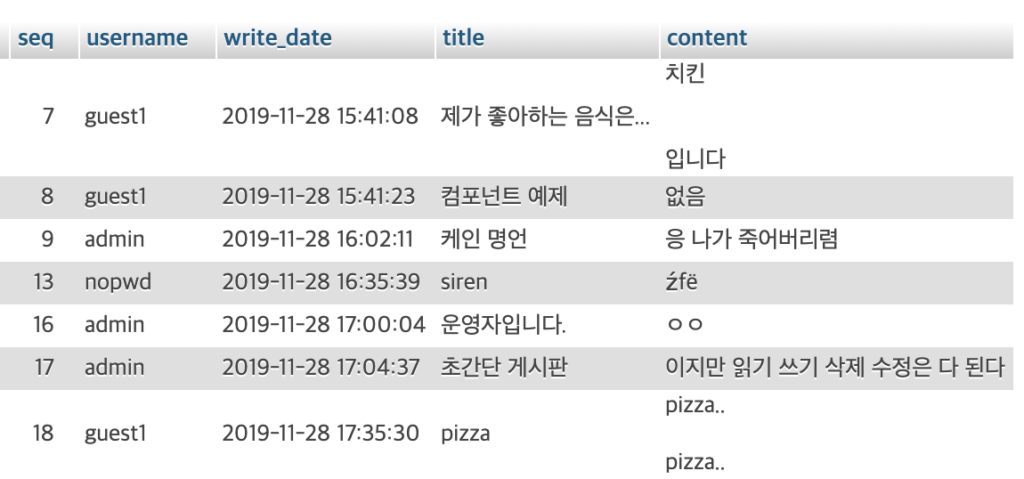 seq username write_date title content
7 guest1 2019-11-28 15:41:08 제가 좋아하는 음식은... 치킨
입니다
8 guest1 2019-11-28 15:41:23 컴포넌트 예제 없음
9 admin 2019-11-28 16:02:11 케인 명언 응 나가 죽어버리렴
13 nopwd 2019-11-28 16:35:39 siren źfë
16 admin 2019-11-28 17:00:04 운영자입니다. ㅇㅇ
17 admin 2019-11-28 17:04:37 초간단 게시판 이지만 읽기 쓰기 삭제 수정은 다 된다
18 guest1 2019-11-28 17:35:30 pizza pizza..
pizza..